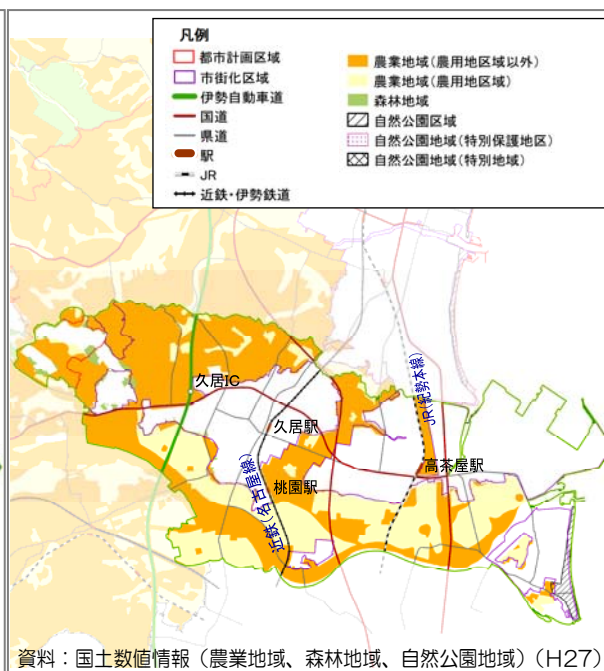 凡例
都市計画区域
市街化区域
伊勢自動車道
国道
県道
駅
JR
近鉄・伊勢鉄道
農業地域(農用地区域以外)
農業地域(農用地区域)
森林地域
自然公園区域
自然公園地域(特別保護地区)
自然公園地域(特別地域)
久居IC
久居駅
桃園駅
近鉄(名古屋線)
JR(紀勢本線)
高茶屋駅
資料：国土数値情報（農業地域、森林地域、自然公園地域）（H27）